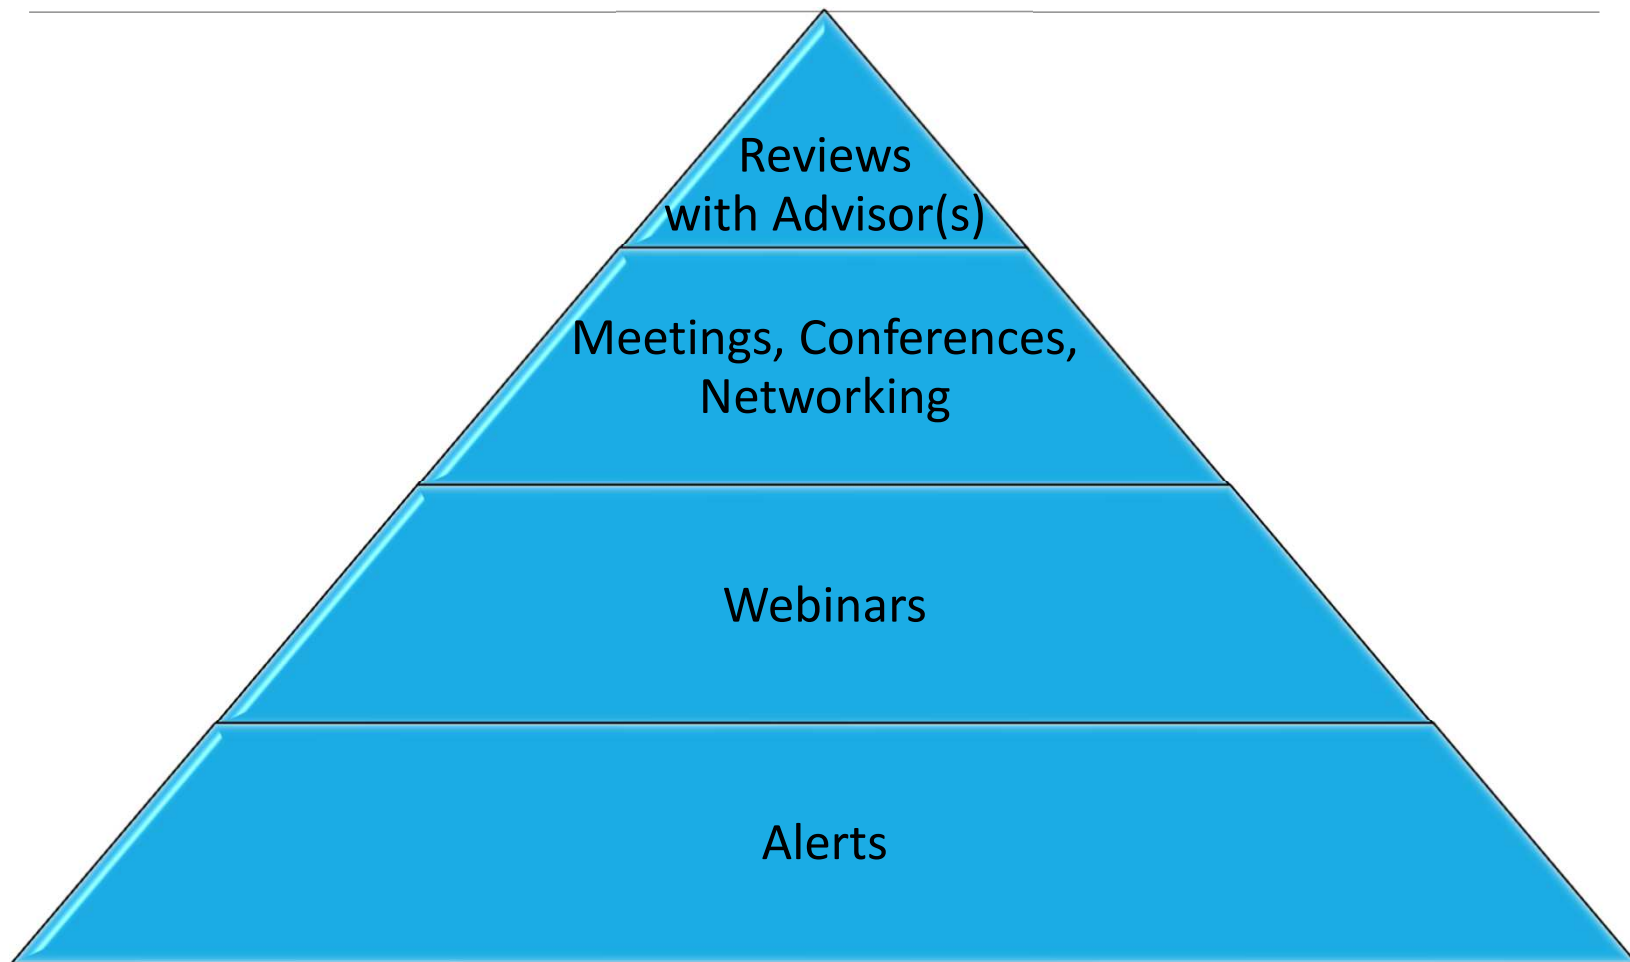 Reviews
with Advisor(s)
Meetings, Conferences,
Networking
Webinars
Alerts